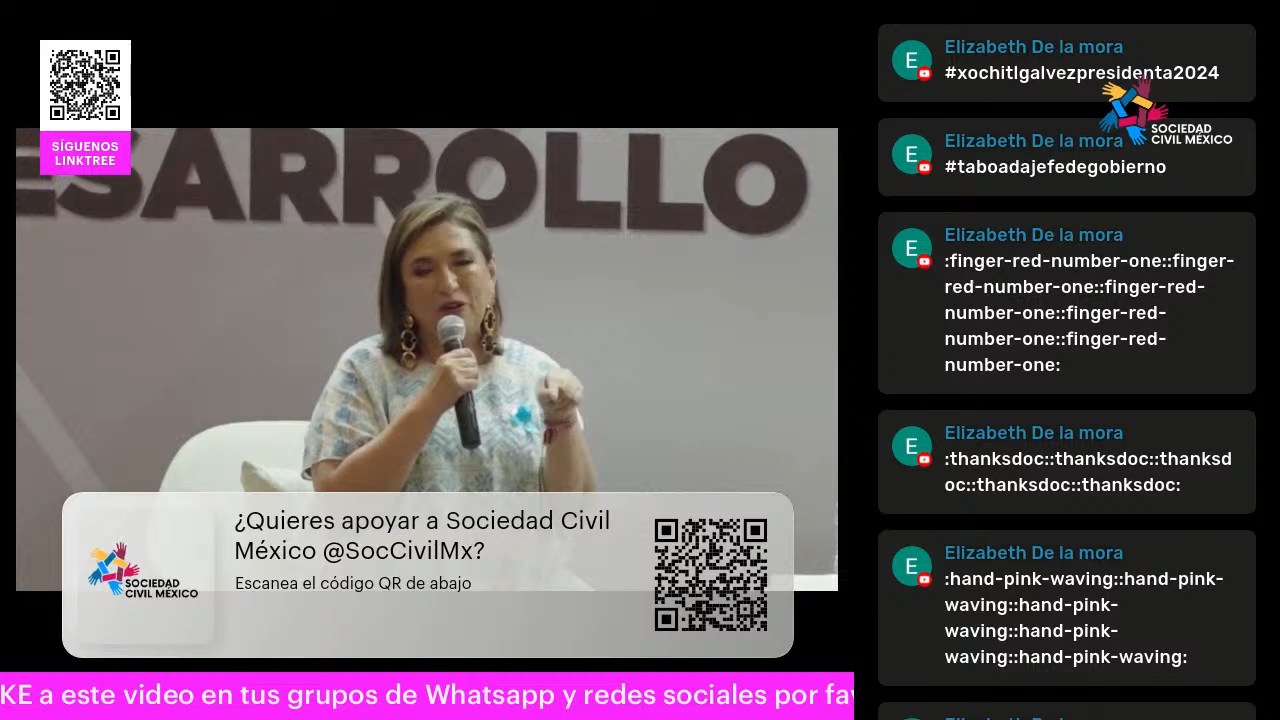 SÍGUENOS
LINKTREE
ESARROLLO
¿Quieres apoyar a Sociedad Civil
México @SocCivilMx?
Escanea el código QR de abajo
SOCIEDAD
CIVIL MÉXICO
KE a este video en tus grupos de Whatsapp y redes sociales por fav
E
Elizabeth De la mora
#xochitlgalvezpresidenta2024
SOCIEDAD
CIVIL MÉXICO
E
Elizabeth De la mora
#taboadajefedegobierno
E
Elizabeth De la mora
:finger-red-number-one::finger-
red-number-one::finger-red-
number-one::finger-red-
number-one::finger-red-
number-one:
E
Elizabeth De la mora
:thanksdoc::thanksdoc::thanksd
oc::thanksdoc::thanksdoc:
E
Elizabeth De la mora
:hand-pink-waving::hand-pink-
waving::hand-pink-
waving::hand-pink-
waving::hand-pink-waving: